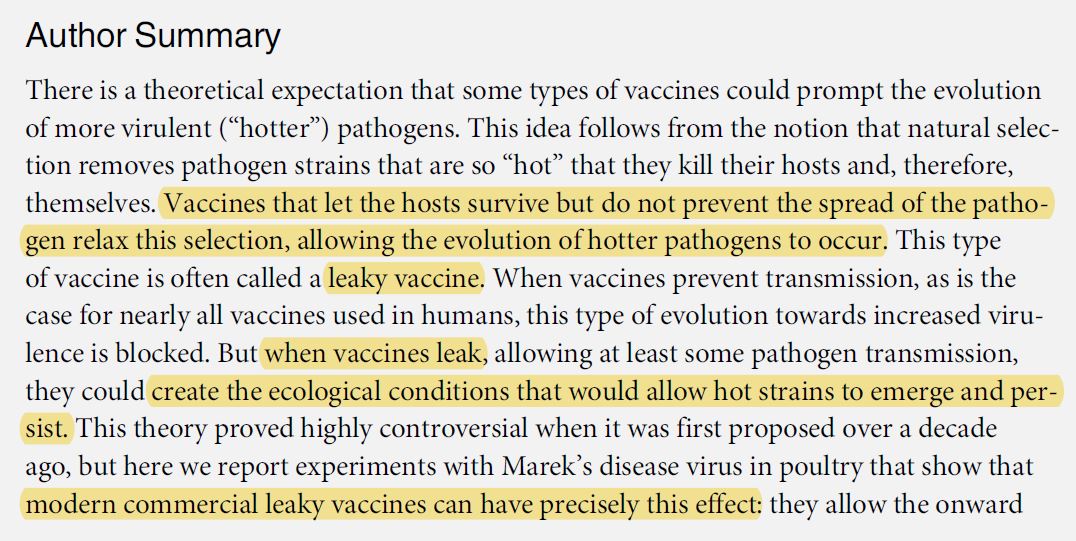 Author Summary
There is a theoretical expectation that some types of vaccines could prompt the evolution
of more virulent (“hotter”) pathogens. This idea follows from the notion that natural selec-
tion removes pathogen strains that are so “hot” that they kill their hosts and, therefore,
themselves. Vaccines that let the hosts survive but do not prevent the spread of the patho-
gen relax this selection, allowing the evolution of hotter pathogens to occur. This type
of vaccine is often called a leaky vaccine. When vaccines prevent transmission, as is the
case for nearly all vaccines used in humans, this type of evolution towards increased viru-
lence is blocked. But when vaccines leak, allowing at least some pathogen transmission,
they could create the ecological conditions that would allow hot strains to emerge and per-
sist. This theory proved highly controversial when it was first proposed over a decade
ago, but here we report experiments with Marek’s disease virus in poultry that show that
modern commercial leaky vaccines can have precisely this effect: they allow the onward